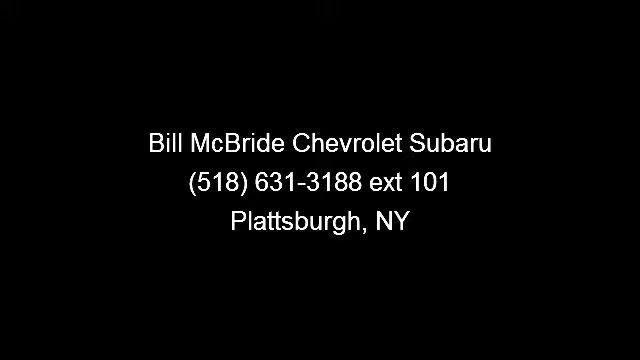 Bill McBride Chevrolet Subaru
(518) 631-3188 ext 101
Plattsburgh, NY